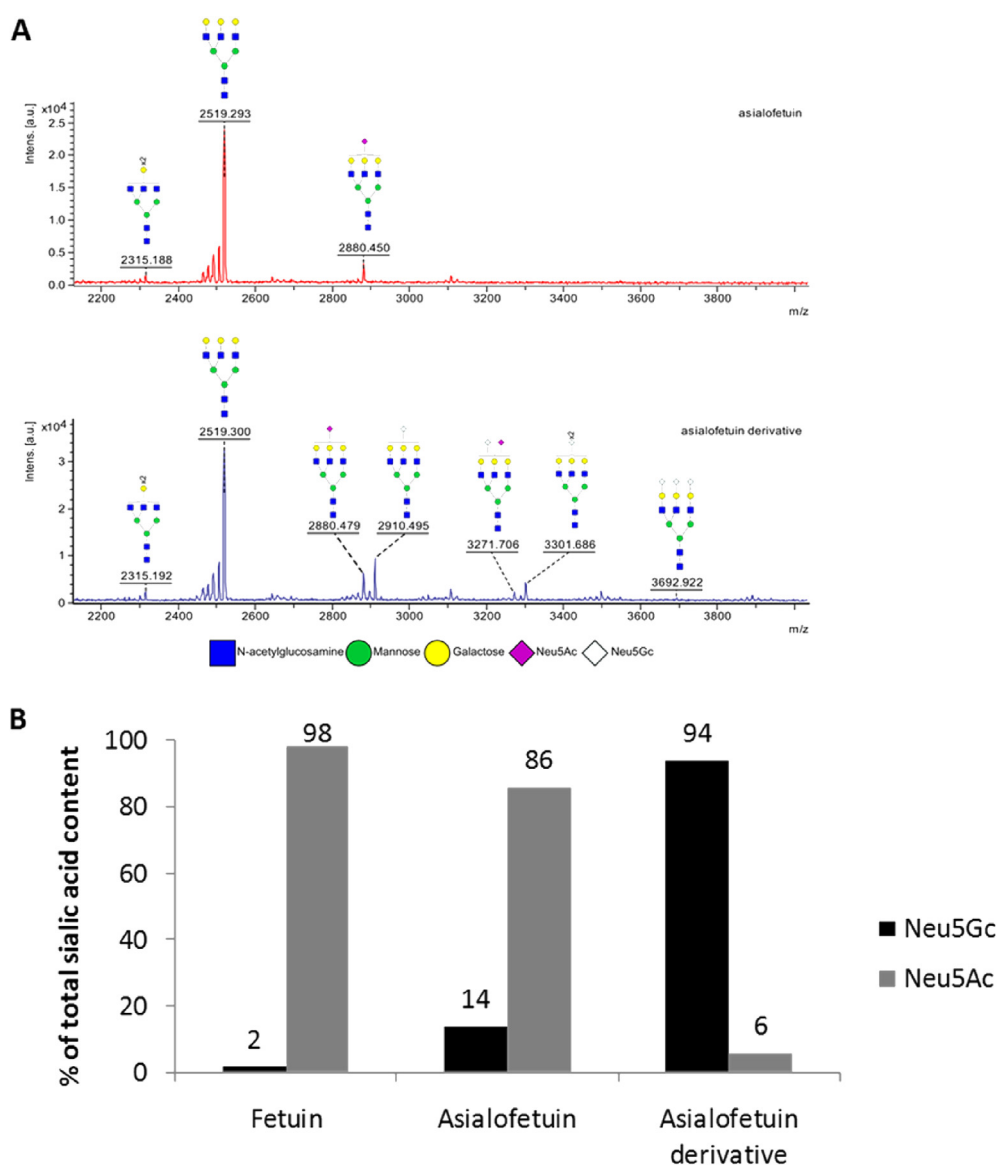 A
2519.293
x10⁴
asialofetuin
Intens. [a.u.]
2.5
2.0
1.5
1.0
0.5
0.0
x2
2315.188
2880.450
2200 2400 2600 2800 3000 3200 3400 3600 3800
m/z
2519.300
x10⁴
asialofetuin derivative
Intens. [a.u.]
3
2
1
0
x2
2315.192
2880.479
2910.495
3271.706
x2
3301.686
3692.922
2200 2400 2600 2800 3000 3200 3400 3600 3800
m/z
N-acetylglucosamine Mannose Galactose Neu5Ac Neu5Gc
B
% of total sialic acid content
100
80
60
40
20
0
2
98
14
86
94
6
Fetuin
Asialofetuin
Asialofetuin
derivative
Neu5Gc
Neu5Ac